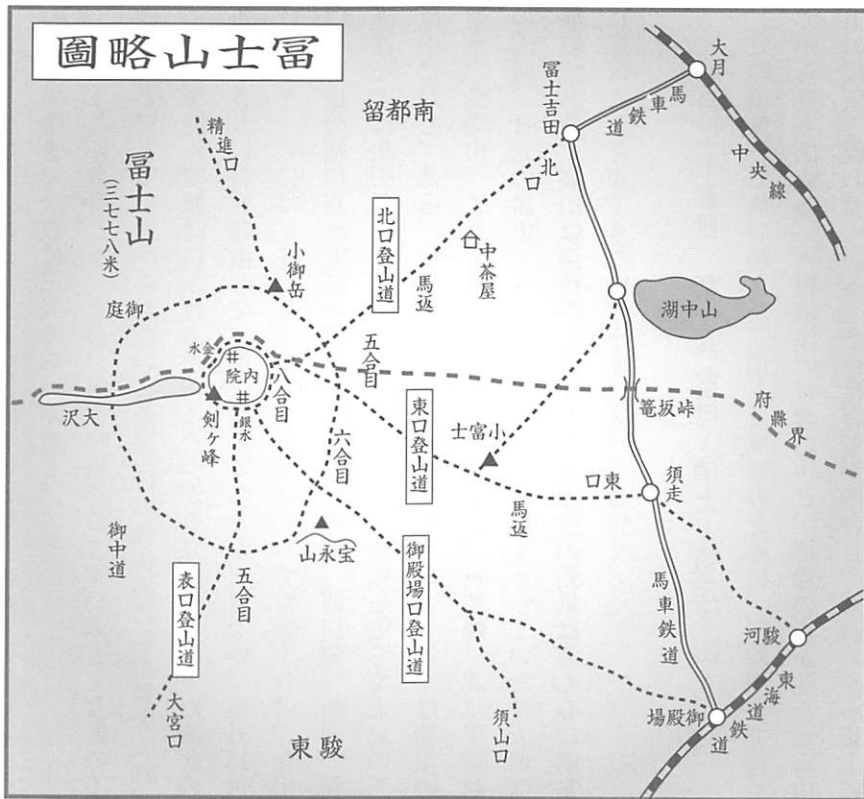 冨士山略圖
大月
馬車鉄道
中央線
冨士吉田
北口
南都留
精進口
冨士山
(三七七八米)
北口登山道
中茶屋
馬返
小御岳
山中湖
御庭
金水
内院
銀水
八合目
五合目
大沢
剣ヶ峰
六合目
東口登山道
小富士
篭坂峠
府縣界
東口
須走
馬返
御中道
宝永山
五合目
表口登山道
御殿場口登山道
馬車鉄道
駿河
東海道鉄道
御殿場
大宮口
須山口
駿東